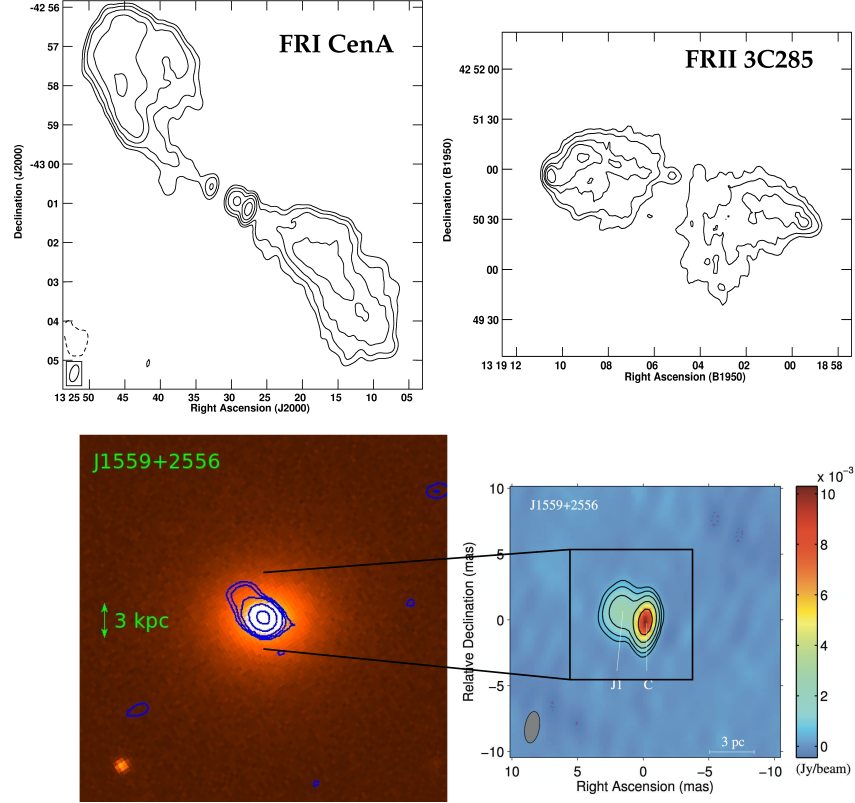 FRI CenA
-42 56
57
58
59
-43 00
01
02
03
04
05
Declination (J2000)
13 25 50 45 40 35 30 25 20 15 10 05
Right Ascension (J2000)
FRII 3C285
42 52 00
51 30
00
50 30
00
49 30
Declination (B1950)
13 19 12 10 08 06 04 02 00 18 58
Right Ascension (B1950)
J1559+2556
3 kpc
J1559+2556
10
5
0
−5
−10
Relative Declination (mas)
J1 C
3 pc
10 5 0 −5 −10
Right Ascension (mas)
x 10⁻³
10
8
6
4
2
0
(Jy/beam)